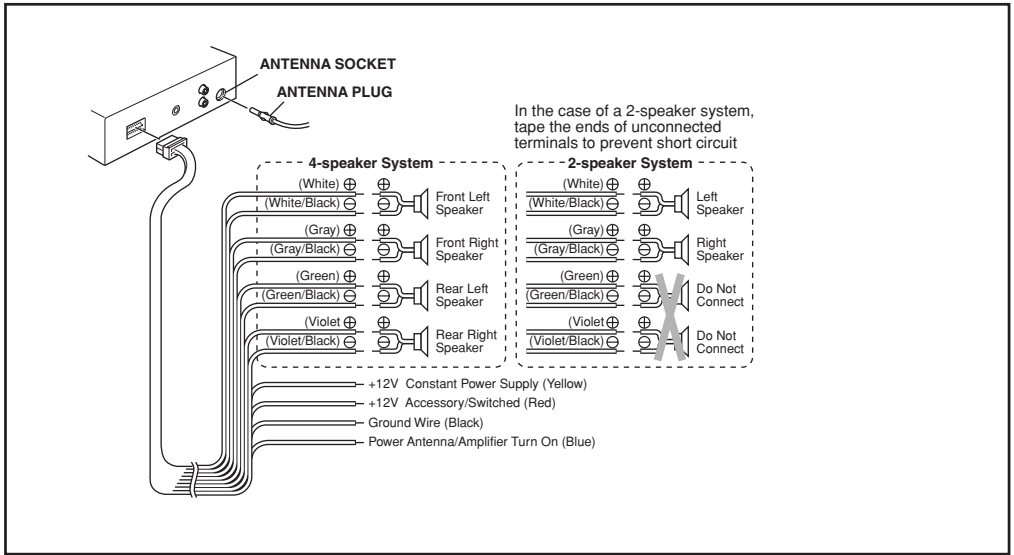 ANTENNA SOCKET
ANTENNA PLUG
In the case of a 2-speaker system,
tape the ends of unconnected
terminals to prevent short circuit
4-speaker System
(White) ⊕ ⊕
(White/Black) ⊖ ⊖
Front Left
Speaker
(Gray) ⊕ ⊕
(Gray/Black) ⊖ ⊖
Front Right
Speaker
(Green) ⊕ ⊕
(Green/Black) ⊖ ⊖
Rear Left
Speaker
(Violet ⊕ ⊕
(Violet/Black) ⊖ ⊖
Rear Right
Speaker
2-speaker System
(White) ⊕ ⊕
(White/Black) ⊖ ⊖
Left
Speaker
(Gray) ⊕ ⊕
(Gray/Black) ⊖ ⊖
Right
Speaker
(Green) ⊕ ⊕
(Green/Black) ⊖ ⊖
Do Not
Connect
(Violet ⊕ ⊕
(Violet/Black) ⊖ ⊖
Do Not
Connect
+12V Constant Power Supply (Yellow)
+12V Accessory/Switched (Red)
Ground Wire (Black)
Power Antenna/Amplifier Turn On (Blue)